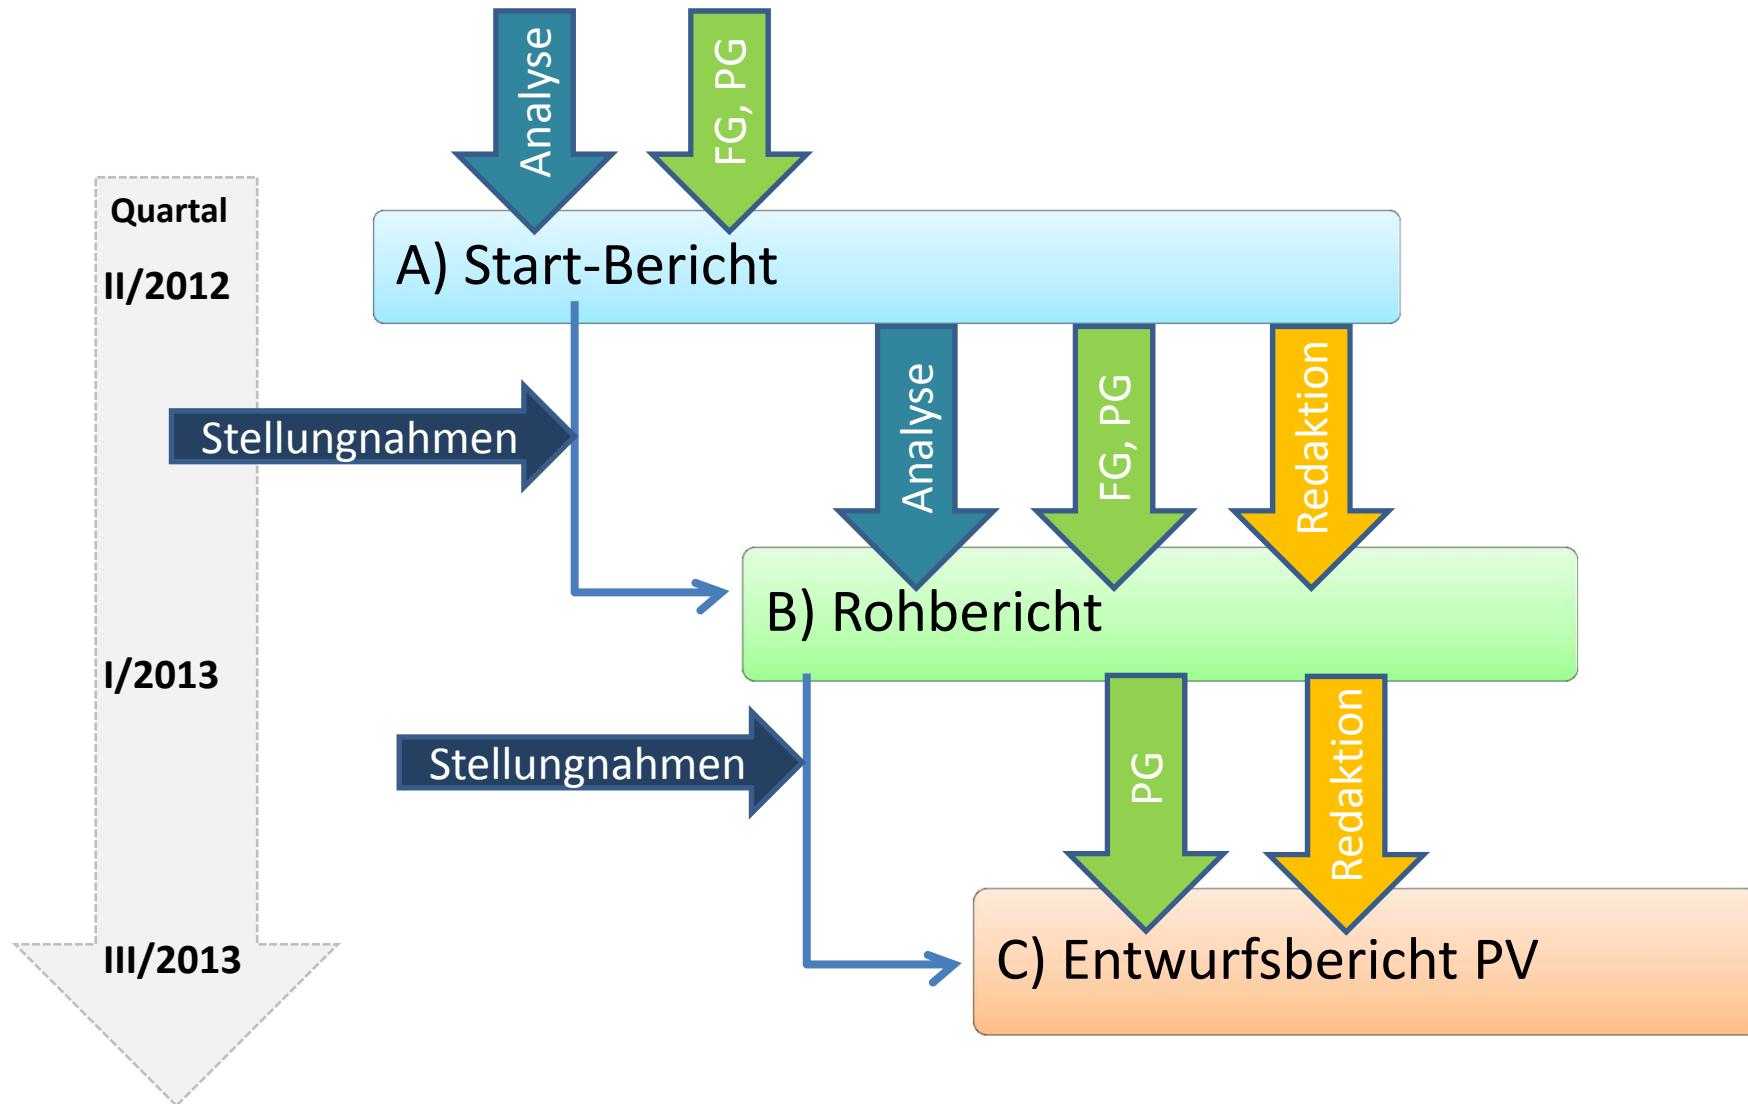 Analyse
FG, PG
Quartal
II/2012
A) Start-Bericht
Stellungnahmen
Analyse
FG, PG
Redaktion
B) Rohbericht
I/2013
Stellungnahmen
PG
Redaktion
III/2013
C) Entwurfsbericht PV